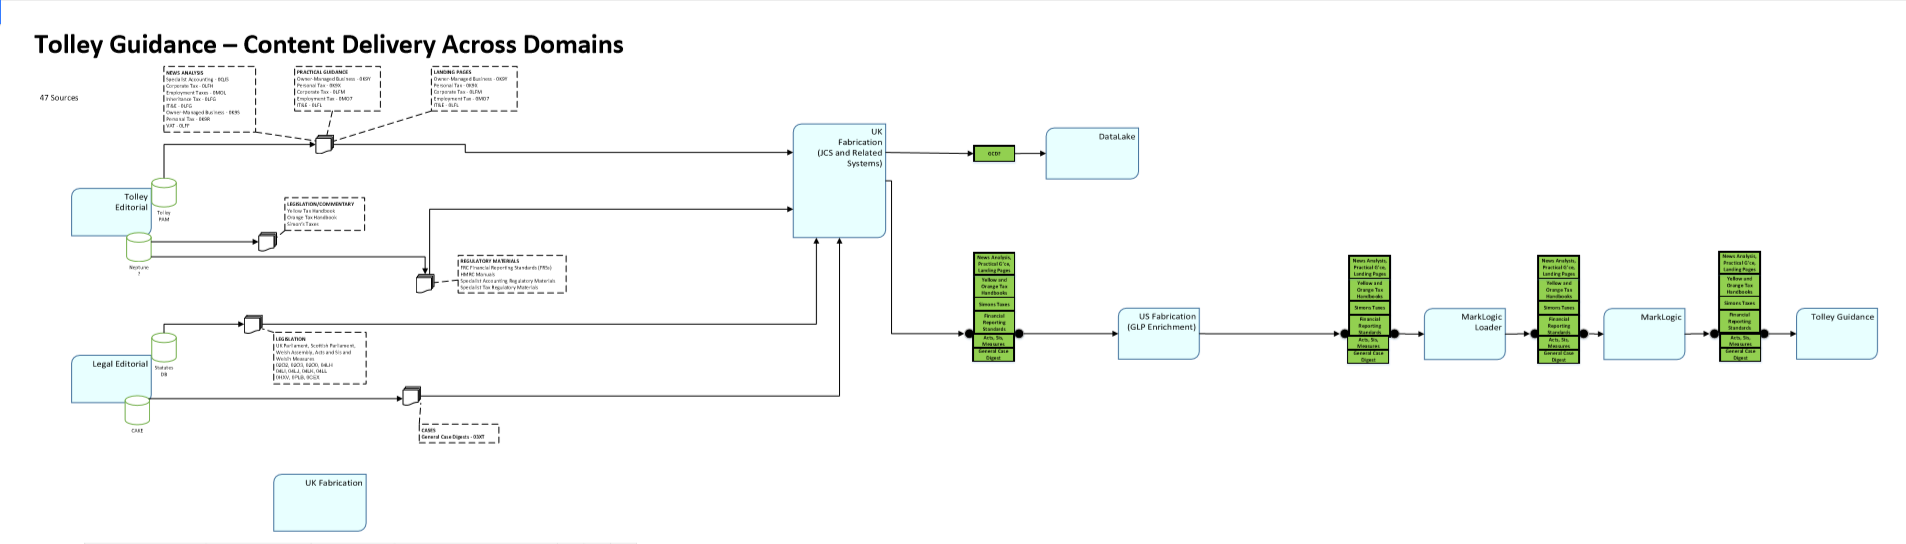 Tolley Guidance – Content Delivery Across Domains
47 Sources
NEWS ANALYSIS
Specialist Accounting - 0QJS
Corporate Tax - 0LFH
Employment Taxes - 0MOL
Inheritance Tax - 0LFG
IT&E - 0LFG
Owner-Managed Business - 0K9S
Personal Tax - 0K9R
VAT - 0LFF
PRACTICAL GUIDANCE
Owner-Managed Business - 0K9Y
Personal Tax - 0K9X
Corporate Tax - 0LFM
Employment Tax - 0MO7
IT&E - 0LFL
LANDING PAGES
Owner-Managed Business - 0K9Y
Personal Tax - 0K9X
Corporate Tax - 0LFM
Employment Tax - 0MO7
IT&E - 0LFL
UK
Fabrication
(JCS and Related
Systems)
GCDF
DataLake
Tolley
Editorial
Tolley
PAM
Neptune
?
LEGISLATION/COMMENTARY
Yellow Tax Handbook
Orange Tax Handbook
Simon's Taxes
REGULATORY MATERIALS
FRC Financial Reporting Standards (FRSs)
HMRC Manuals
Specialist Accounting Regulatory Materials
Specialist Tax Regulatory Materials
Legal Editorial
Statutes
DB
CAKE
LEGISLATION
UK Parliament, Scottish Parliament,
Welsh Assembly, Acts and SIs and
Welsh Measures
CASES
General Case Digests - 03XT
UK Fabrication
News Analysis,
Practical G'ce,
Landing Pages
Yellow and
Orange Tax
Handbooks
Simons Taxes
Financial
Reporting
Standards
Acts, SIs,
Measures
General Case
Digest
US Fabrication
(GLP Enrichment)
News Analysis,
Practical G'ce,
Landing Pages
Yellow and
Orange Tax
Handbooks
Simons Taxes
Financial
Reporting
Standards
Acts, SIs,
Measures
General Case
Digest
MarkLogic
Loader
News Analysis,
Practical G'ce,
Landing Pages
Yellow and
Orange Tax
Handbooks
Simons Taxes
Financial
Reporting
Standards
Acts, SIs,
Measures
General Case
Digest
MarkLogic
News Analysis,
Practical G'ce,
Landing Pages
Yellow and
Orange Tax
Handbooks
Simons Taxes
Financial
Reporting
Standards
Acts, SIs,
Measures
General Case
Digest
Tolley Guidance